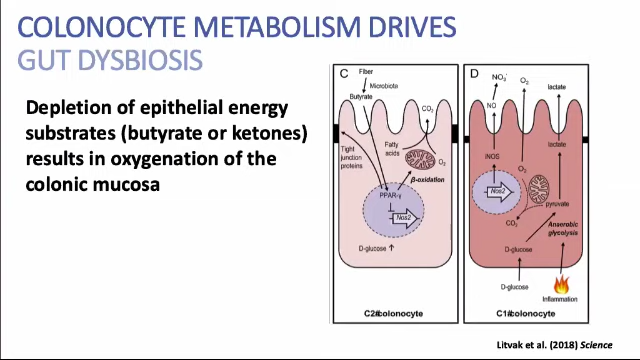 COLONOCYTE METABOLISM DRIVES
GUT DYSBIOSIS
Depletion of epithelial energy
substrates (butyrate or ketones)
results in oxygenation of the
colonic mucosa
C
Fiber
Microbiota
Butyrate
CO2
Tight
junction
proteins
Fatty
acids
O2
β-oxidation
PPAR-γ
Nos2
D-glucose ↑
C2#colonocyte
D
NO3-
O2
lactate
NO
iNOS
lactate
O2
Nos2
CO2
pyruvate
Anaerobic
glycolysis
D-glucose
D-glucose
Inflammation
C1#colonocyte
Litvak et al. (2018) Science